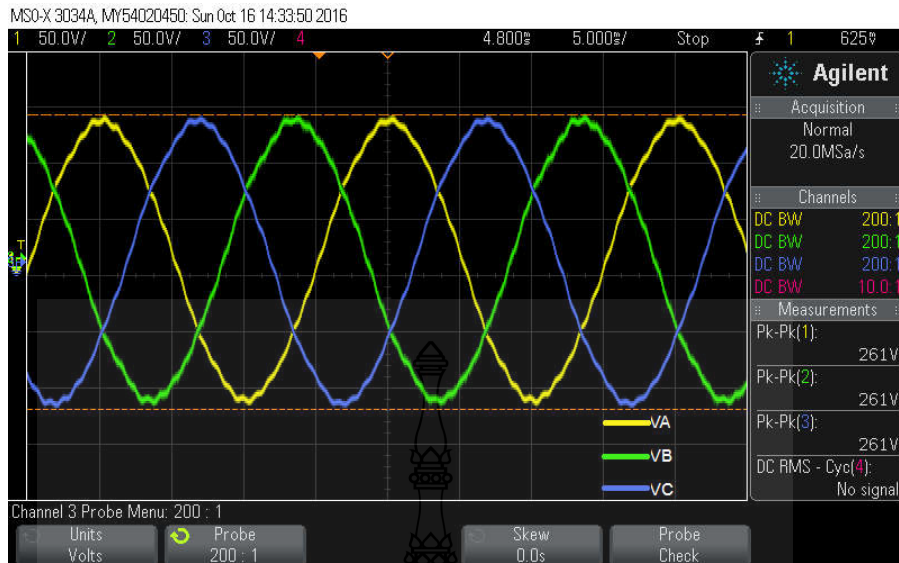 MSO-X 3034A, MY54020450: Sun Oct 16 14:33:50 2016
1 50.0V/ 2 50.0V/ 3 50.0V/ 4 4.800s 5.000s/ Stop 1 625V
Agilent
Acquisition
Normal
20.0MSa/s
Channels
DC BW 200:1
DC BW 200:1
DC BW 200:1
DC BW 10.0:1
Measurements
Pk-Pk(1):
261V
Pk-Pk(2):
261V
Pk-Pk(3):
261V
DC RMS - Cyc(4):
No signal
T
VA
VB
VC
Channel 3 Probe Menu: 200 : 1
Units
Volts
Probe
200 : 1
Skew
0.0s
Probe
Check